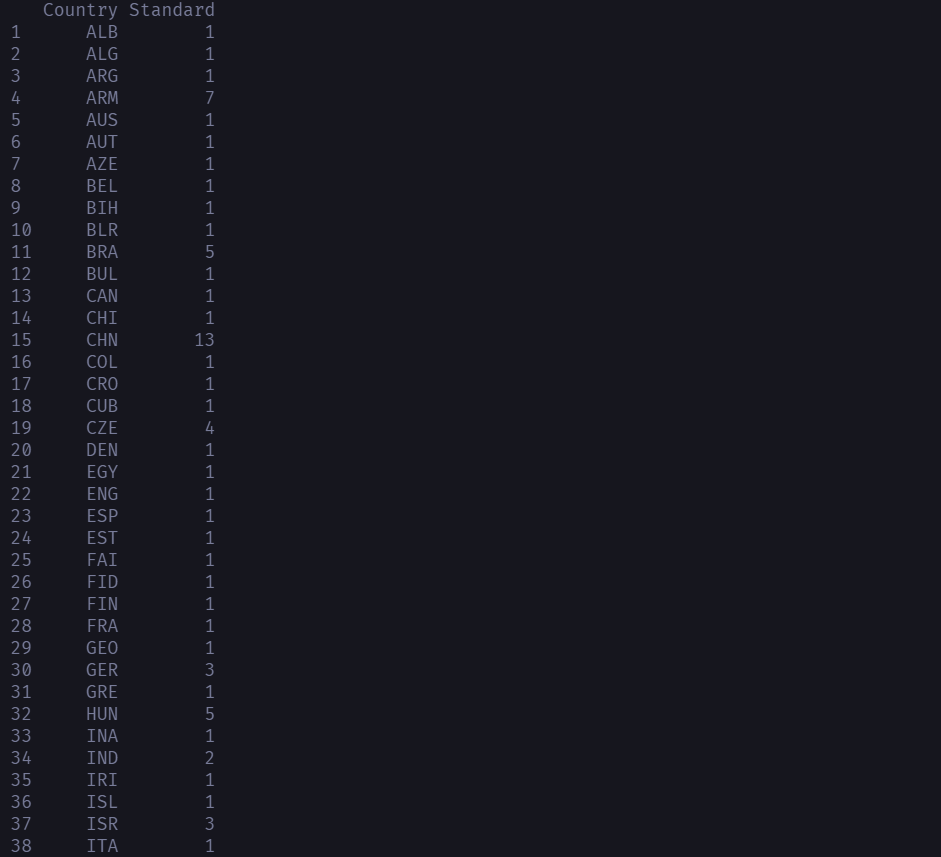 Country Standard
1 ALB 1
2 ALG 1
3 ARG 1
4 ARM 7
5 AUS 1
6 AUT 1
7 AZE 1
8 BEL 1
9 BIH 1
10 BLR 1
11 BRA 5
12 BUL 1
13 CAN 1
14 CHI 1
15 CHN 13
16 COL 1
17 CRO 1
18 CUB 1
19 CZE 4
20 DEN 1
21 EGY 1
22 ENG 1
23 ESP 1
24 EST 1
25 FAI 1
26 FID 1
27 FIN 1
28 FRA 1
29 GEO 1
30 GER 3
31 GRE 1
32 HUN 5
33 INA 1
34 IND 2
35 IRI 1
36 ISL 1
37 ISR 3
38 ITA 1